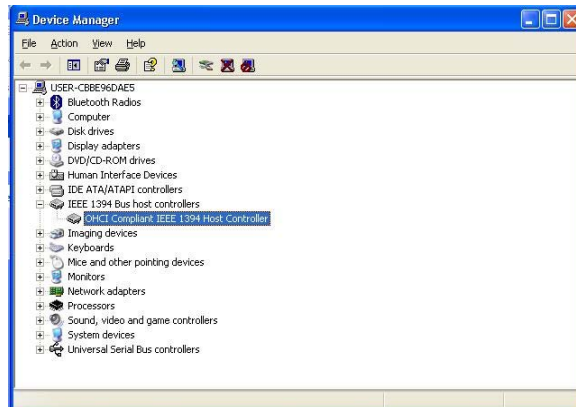 Device Manager
File Action View Help
USER-CBBE96DAE5
Bluetooth Radios
Computer
Disk drives
Display adapters
DVD/CD-ROM drives
Human Interface Devices
IDE ATA/ATAPI controllers
IEEE 1394 Bus host controllers
OHCI Compliant IEEE 1394 Host Controller
Imaging devices
Keyboards
Mice and other pointing devices
Monitors
Network adapters
Processors
Sound, video and game controllers
System devices
Universal Serial Bus controllers